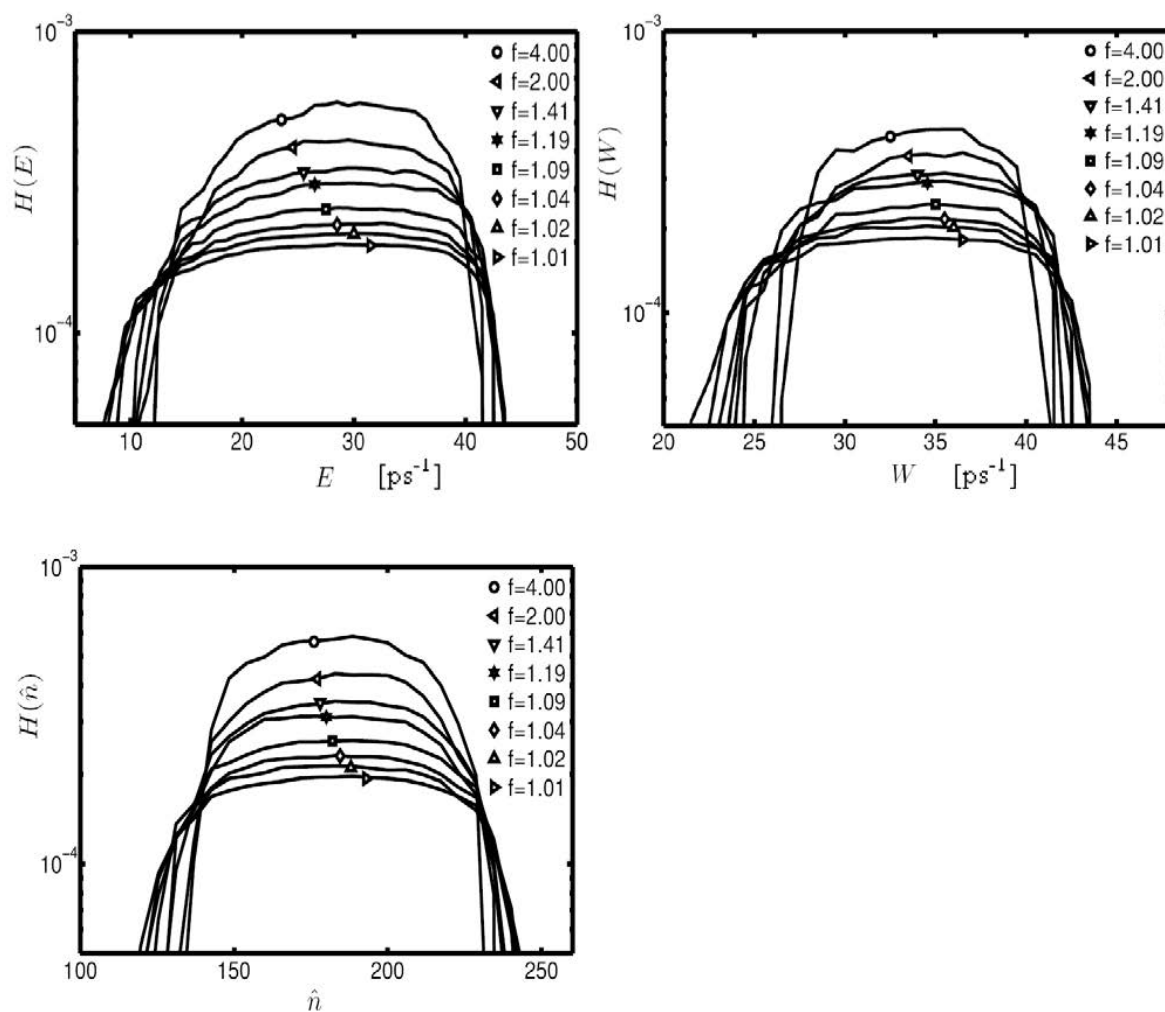 10⁻³
H(E)
10⁻⁴
f=4.00
f=2.00
f=1.41
f=1.19
f=1.09
f=1.04
f=1.02
f=1.01
10 20 30 40 50
E [ps⁻¹]
10⁻³
H(W)
10⁻⁴
f=4.00
f=2.00
f=1.41
f=1.19
f=1.09
f=1.04
f=1.02
f=1.01
20 25 30 35 40 45
W [ps⁻¹]
10⁻³
H(n̂)
10⁻⁴
f=4.00
f=2.00
f=1.41
f=1.19
f=1.09
f=1.04
f=1.02
f=1.01
100 150 200 250
n̂